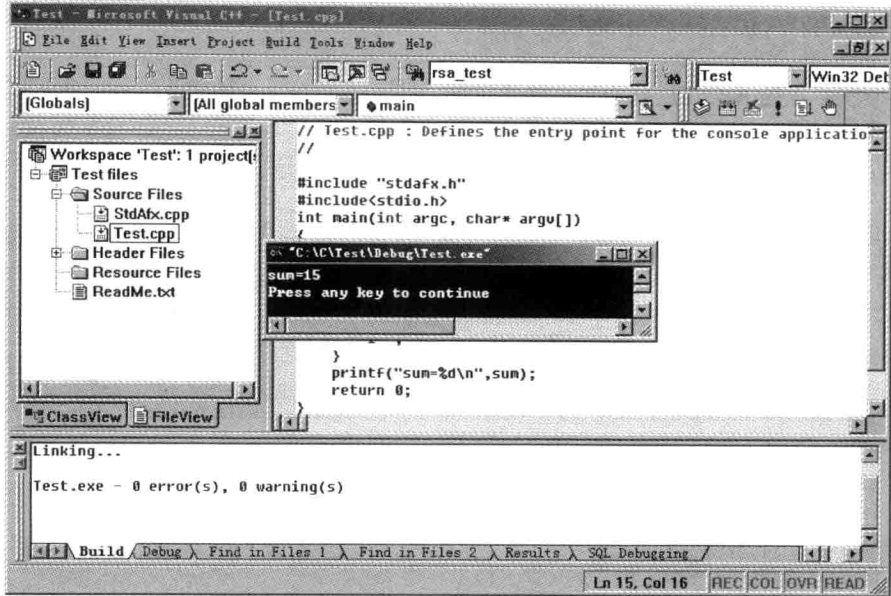 Test - Microsoft Visual C++ - [Test.cpp]
File Edit View Insert Project Build Tools Window Help
rsa_test
Test
Win32 Det
(Globals)
(All global members
main
Workspace 'Test': 1 project(s
Test files
Source Files
StdAfx.cpp
Test.cpp
Header Files
Resource Files
ReadMe.txt
ClassView
FileView
// Test.cpp : Defines the entry point for the console application
//
#include "stdafx.h"
#include<stdio.h>
int main(int argc, char* argv[])
{
"C:\C\Test\Debug\Test.exe"
sum=15
Press any key to continue
}
printf("sum=%d\n",sum);
return 0;
}
Linking...
Test.exe - 0 error(s), 0 warning(s)
Build Debug Find in Files 1 Find in Files 2 Results SQL Debugging
Ln 15, Col 16 REC COL OVR READ